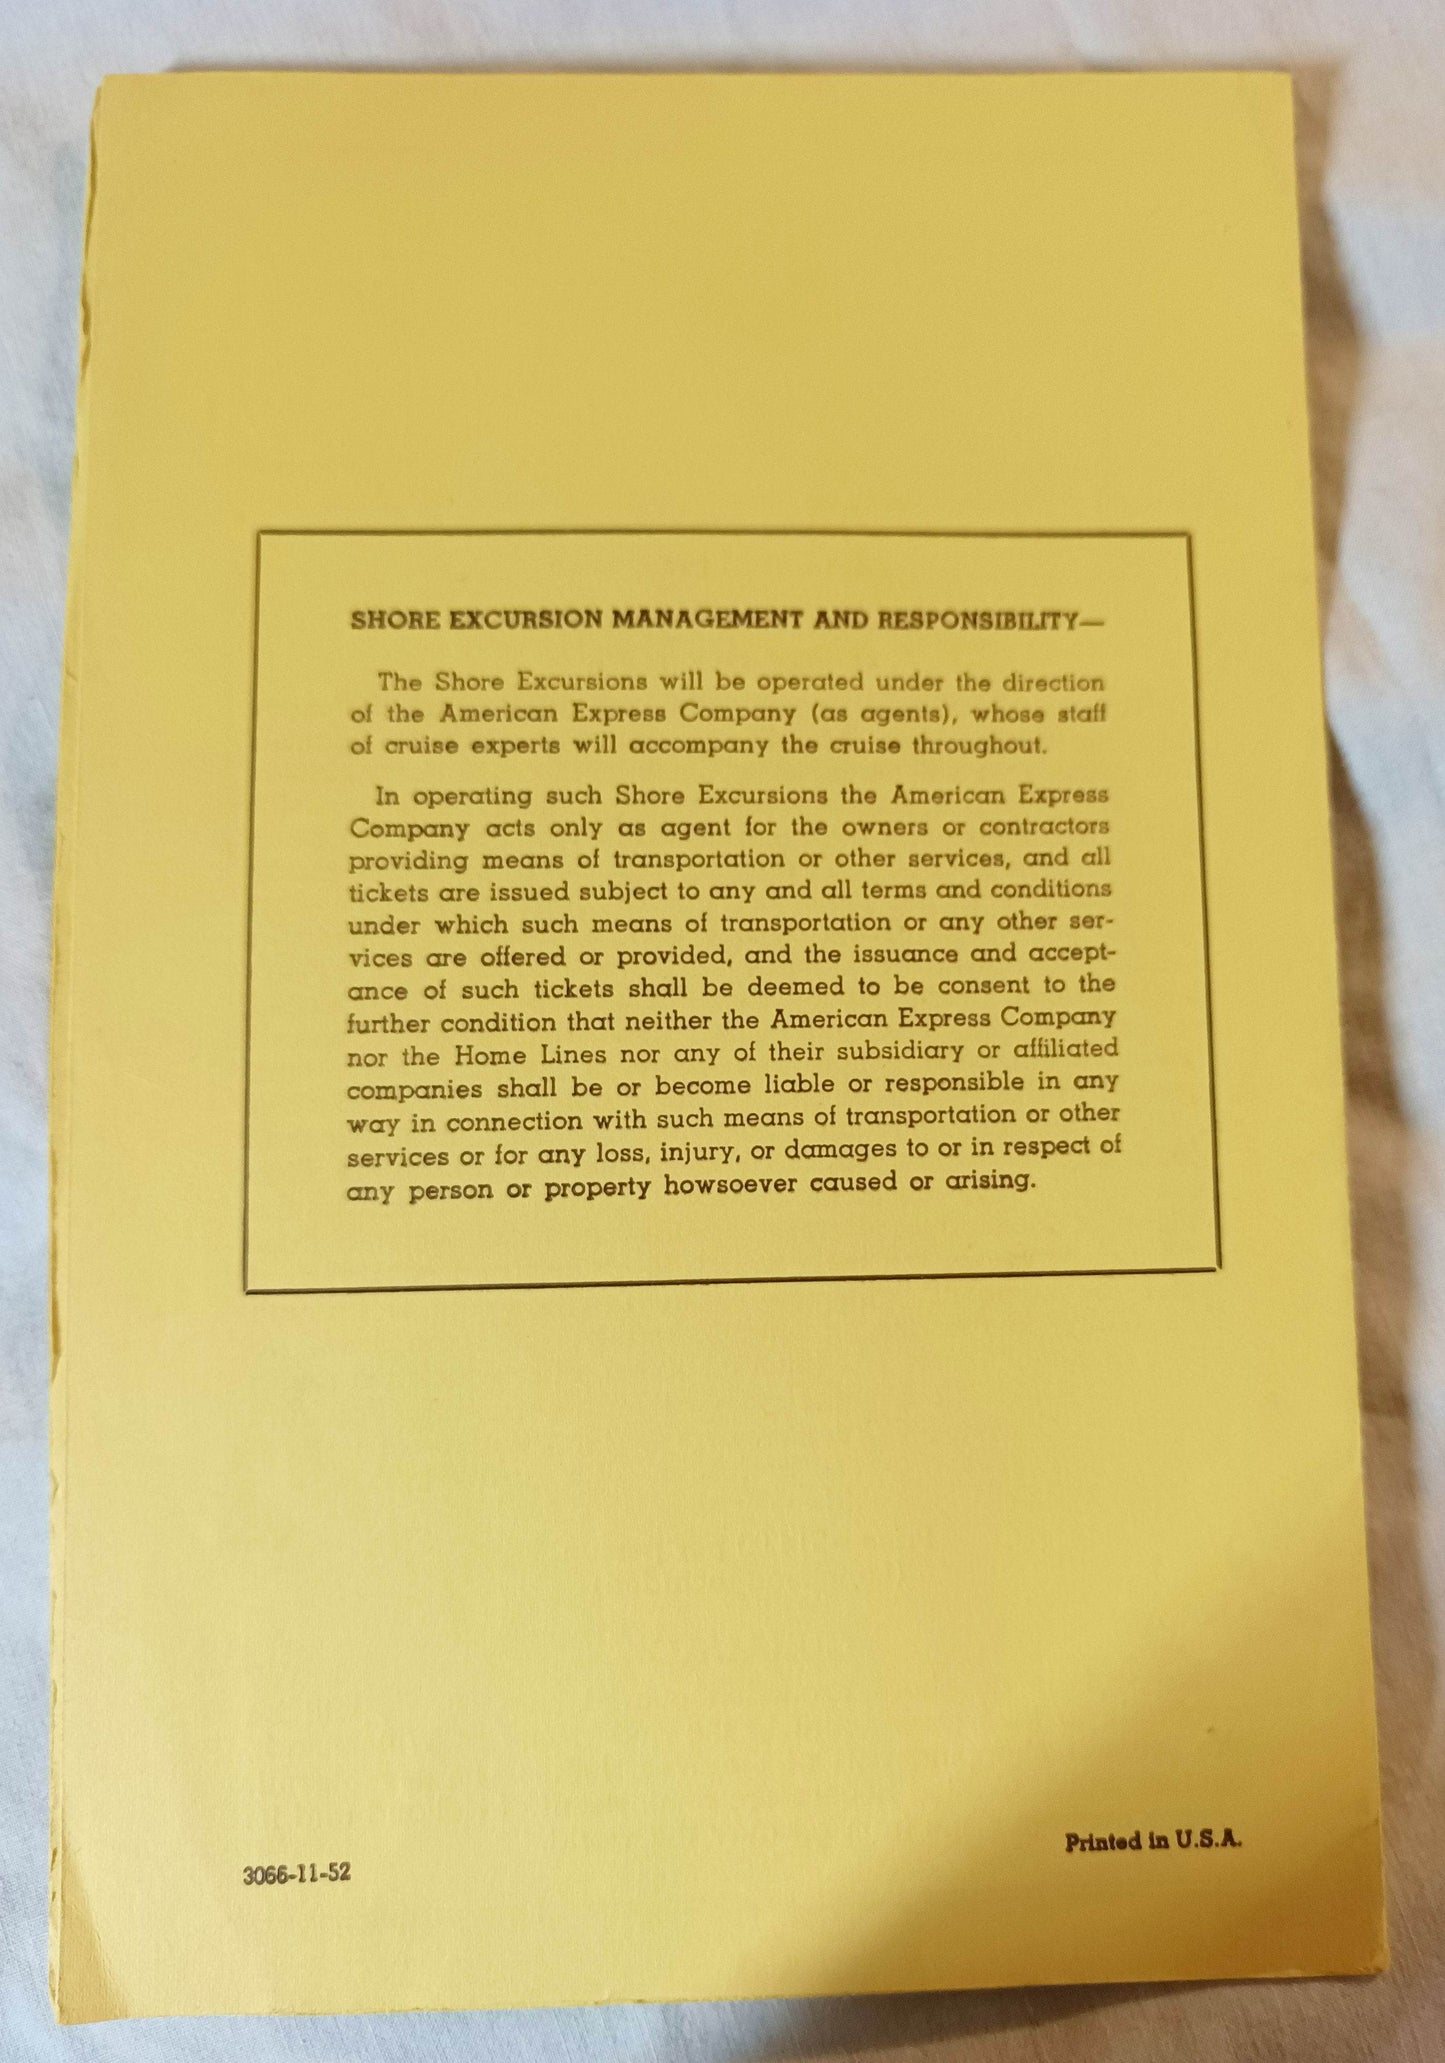 SHORE EXCURSION MANAGEMENT AND RESPONSIBILITY—
The Shore Excursions will be operated under the direction
of the American Express Company (as agents), whose staff
of cruise experts will accompany the cruise throughout.
In operating such Shore Excursions the American Express
Company acts only as agent for the owners or contractors
providing means of transportation or other services, and all
tickets are issued subject to any and all terms and conditions
under which such means of transportation or any other ser-
vices are offered or provided, and the issuance and accept-
ance of such tickets shall be deemed to be consent to the
further condition that neither the American Express Company
nor the Home Lines nor any of their subsidiary or affiliated
companies shall be or become liable or responsible in any
way in connection with such means of transportation or other
services or for any loss, injury, or damages to or in respect of
any person or property howsoever caused or arising.
3066-11-52
Printed in U.S.A.